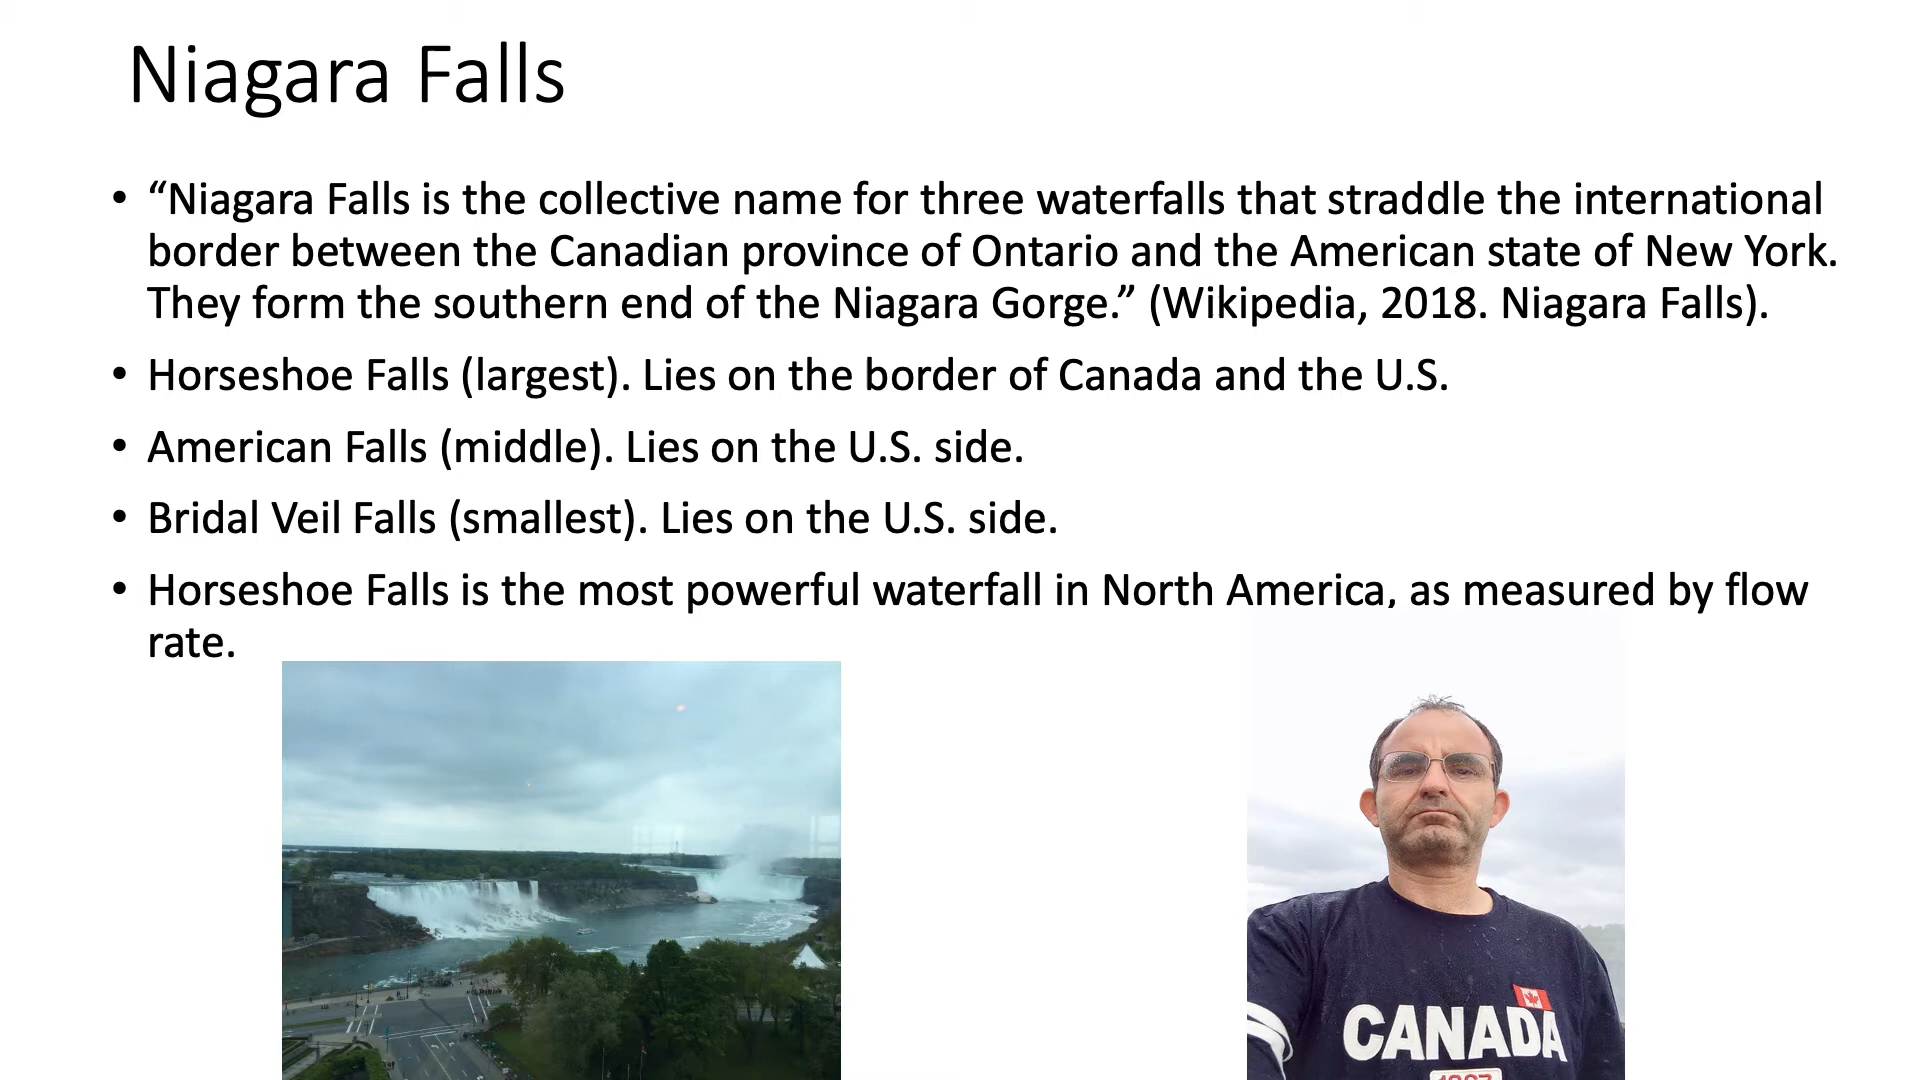 Niagara Falls
• “Niagara Falls is the collective name for three waterfalls that straddle the international
border between the Canadian province of Ontario and the American state of New York.
They form the southern end of the Niagara Gorge.” (Wikipedia, 2018. Niagara Falls).
• Horseshoe Falls (largest). Lies on the border of Canada and the U.S.
• American Falls (middle). Lies on the U.S. side.
• Bridal Veil Falls (smallest). Lies on the U.S. side.
• Horseshoe Falls is the most powerful waterfall in North America, as measured by flow
rate.
CANADA
1867